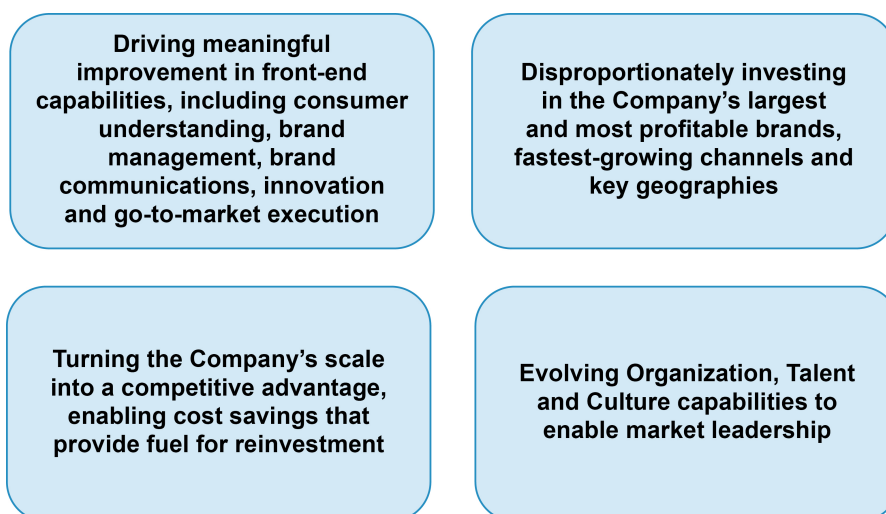 Driving meaningful
improvement in front-end
capabilities, including consumer
understanding, brand
management, brand
communications, innovation
and go-to-market execution
Disproportionately investing
in the Company’s largest
and most profitable brands,
fastest-growing channels and
key geographies
Turning the Company’s scale
into a competitive advantage,
enabling cost savings that
provide fuel for reinvestment
Evolving Organization, Talent
and Culture capabilities to
enable market leadership